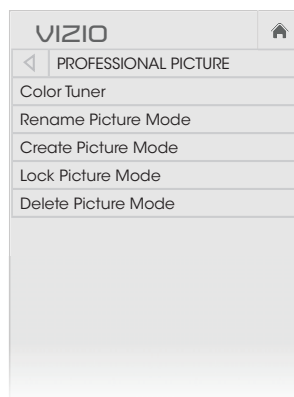 VIZIO
PROFESSIONAL PICTURE
Color Tuner
Rename Picture Mode
Create Picture Mode
Lock Picture Mode
Delete Picture Mode